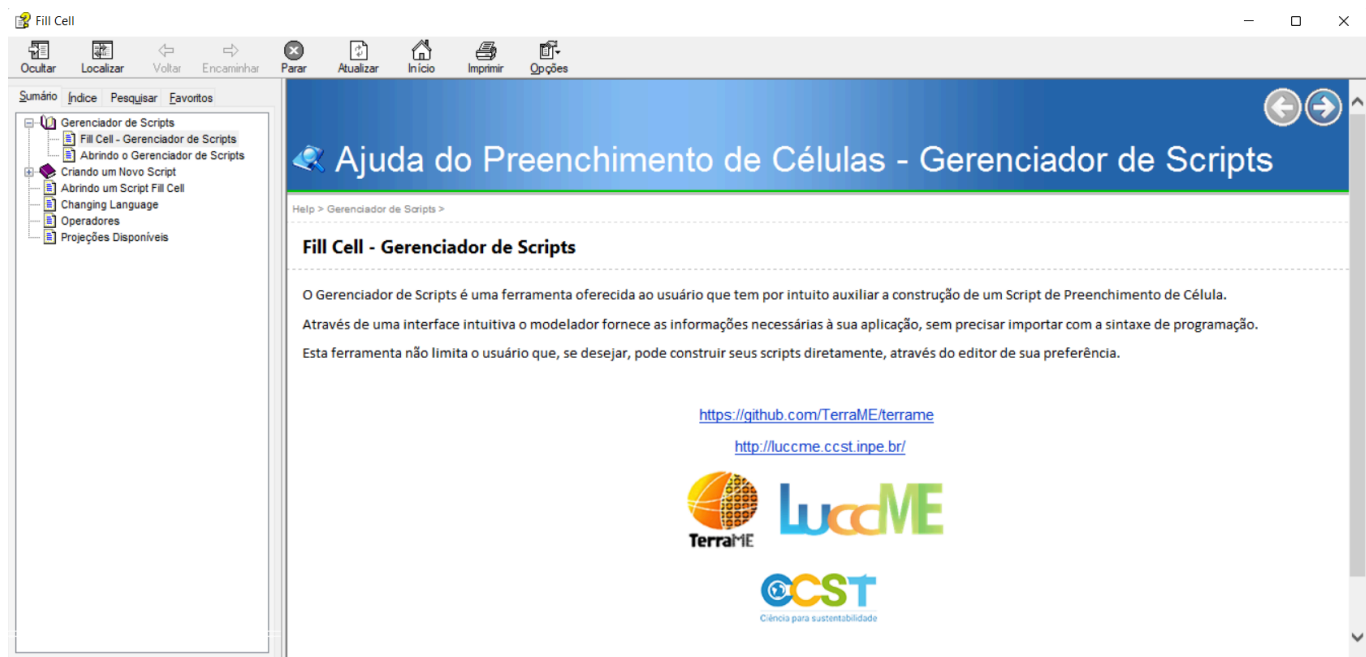 Fill Cell
Ocultar Localizar Voltar Encaminhar Parar Atualizar Início Imprimir Opções
Sumário Índice Pesquisar Favoritos
Gerenciador de Scripts
Fill Cell - Gerenciador de Scripts
Abrindo o Gerenciador de Scripts
Criando um Novo Script
Abrindo um Script Fill Cell
Changing Language
Operadores
Projeções Disponíveis
Ajuda do Preenchimento de Células - Gerenciador de Scripts
Help > Gerenciador de Scripts >
Fill Cell - Gerenciador de Scripts
O Gerenciador de Scripts é uma ferramenta oferecida ao usuário que tem por intuito auxiliar a construção de um Script de Preenchimento de Célula.
Através de uma interface intuitiva o modelador fornece as informações necessárias à sua aplicação, sem precisar importar com a sintaxe de programação.
Esta ferramenta não limita o usuário que, se desejar, pode construir seus scripts diretamente, através do editor de sua preferência.
https://github.com/TerraME/terrame
http://luccme.ccst.inpe.br/
TerraME
LuccME
CCST
Ciência para sustentabilidade